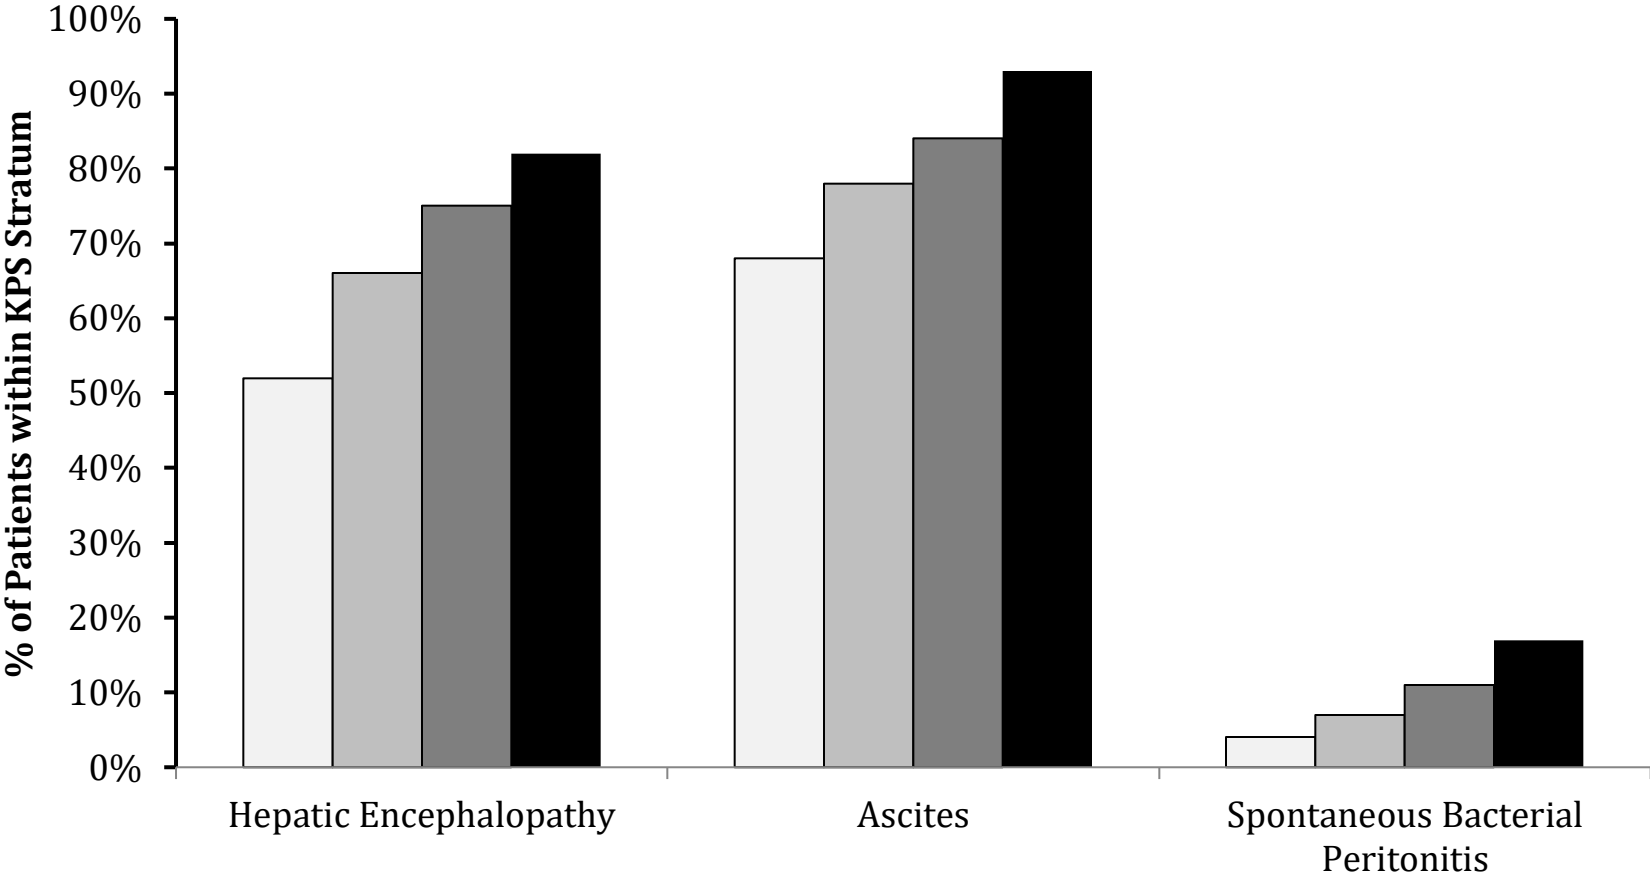 100%
90%
80%
70%
60%
50%
40%
30%
20%
10%
0%
% of Patients within KPS Stratum
Hepatic Encephalopathy
Ascites
Spontaneous Bacterial
Peritonitis